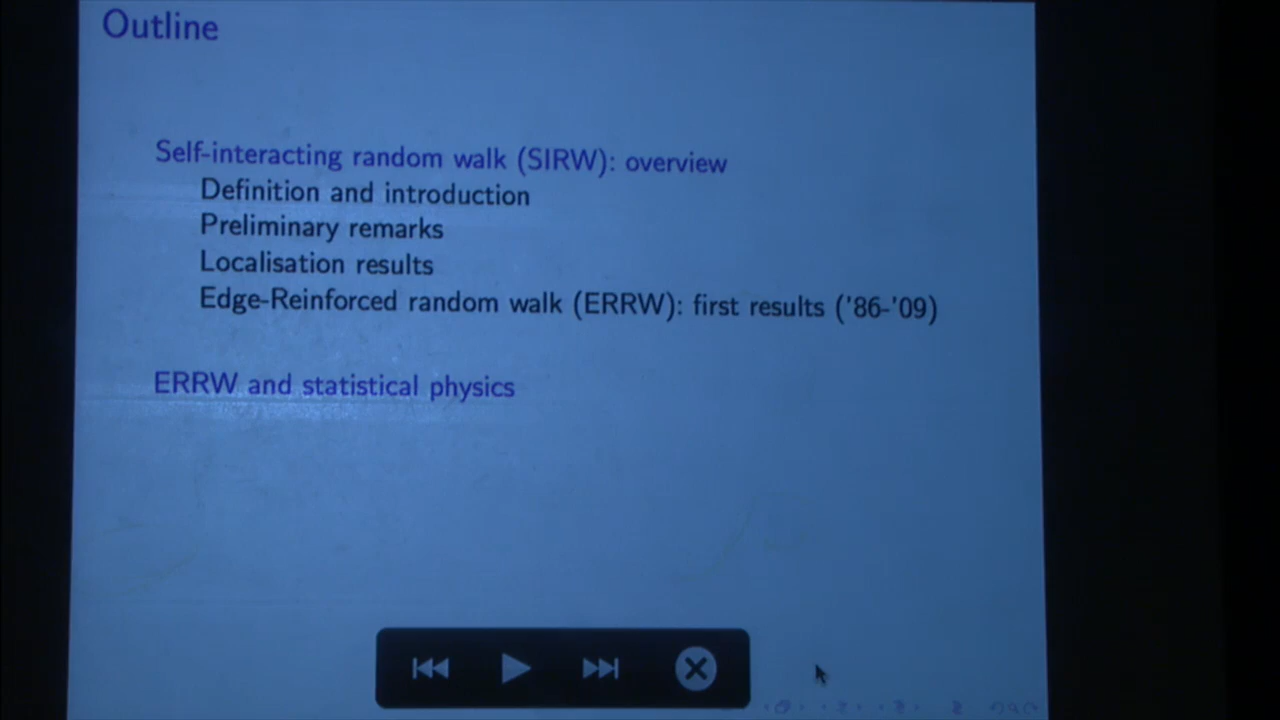 Outline
Self-interacting random walk (SIRW): overview
Definition and introduction
Preliminary remarks
Localisation results
Edge-Reinforced random walk (ERRW): first results ('86-'09)
ERRW and statistical physics